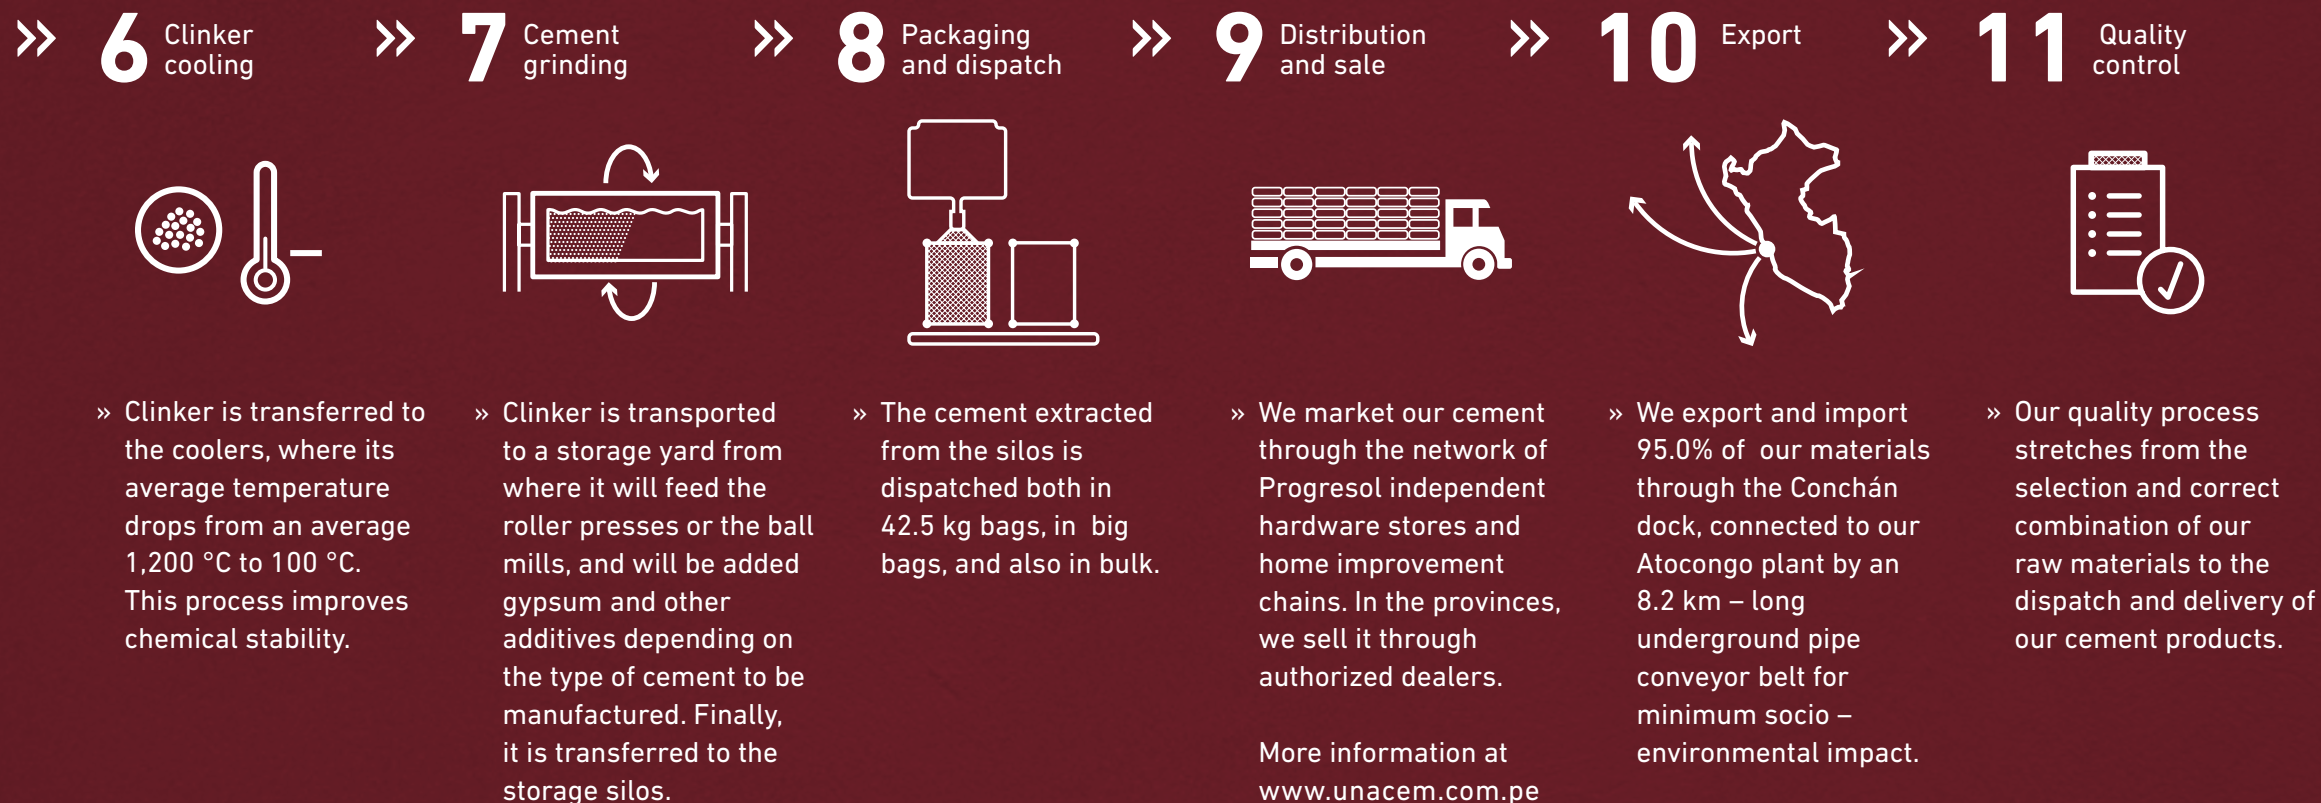 » 6 Clinker
cooling
» Clinker is transferred to
the coolers, where its
average temperature
drops from an average
1,200 °C to 100 °C.
This process improves
chemical stability.
» 7 Cement
grinding
» Clinker is transported
to a storage yard from
where it will feed the
roller presses or the ball
mills, and will be added
gypsum and other
additives depending on
the type of cement to be
manufactured. Finally,
it is transferred to the
storage silos.
» 8 Packaging
and dispatch
» The cement extracted
from the silos is
dispatched both in
42.5 kg bags, in big
bags, and also in bulk.
» 9 Distribution
and sale
» We market our cement
through the network of
Progresol independent
hardware stores and
home improvement
chains. In the provinces,
we sell it through
authorized dealers.
More information at
www.unacem.com.pe
» 10 Export
» We export and import
95.0% of our materials
through the Conchán
dock, connected to our
Atocongo plant by an
8.2 km – long
underground pipe
conveyor belt for
minimum socio –
environmental impact.
» 11 Quality
control
» Our quality process
stretches from the
selection and correct
combination of our
raw materials to the
dispatch and delivery of
our cement products.